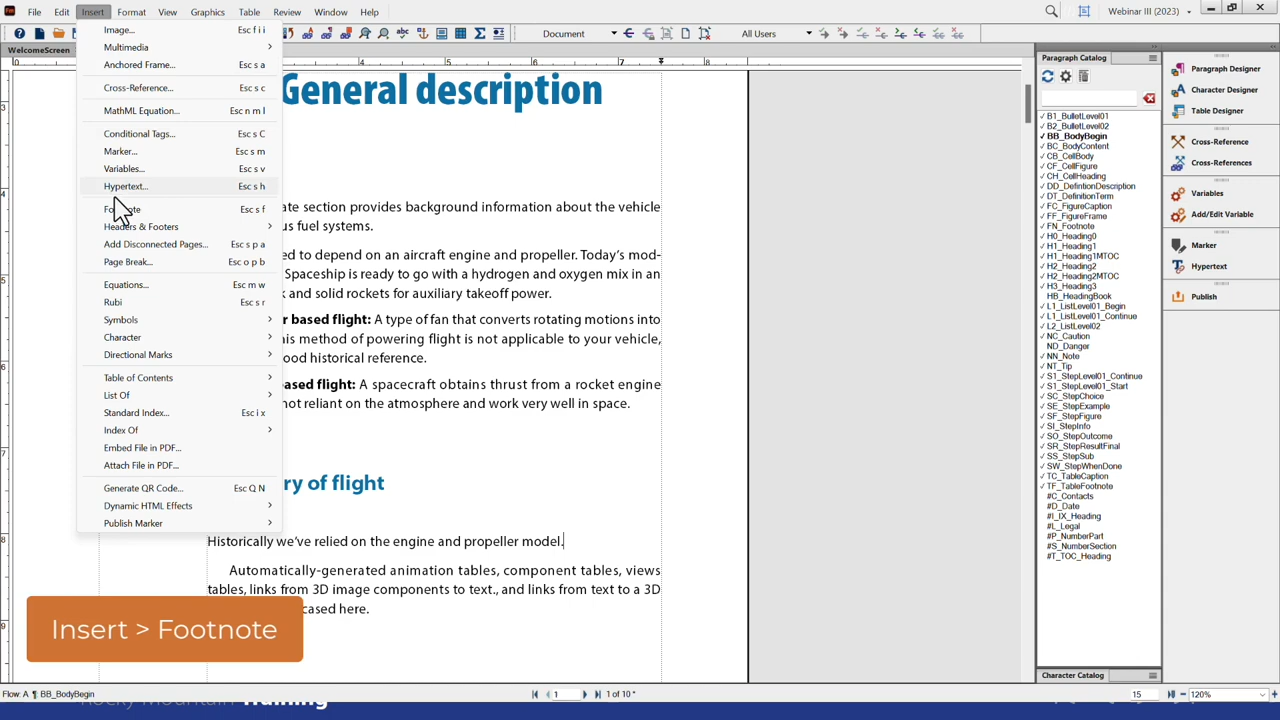 File Edit Insert Format View Graphics Table Review Window Help
Webinar III (2023)
Document
All Users
WelcomeScreen
Image... Esc f i i
Multimedia
Anchored Frame... Esc s a
Cross-Reference... Esc s c
MathML Equation... Esc n m l
Conditional Tags... Esc s C
Marker... Esc s m
Variables... Esc s v
Hypertext... Esc s h
Footnote Esc s f
Headers & Footers
Add Disconnected Pages... Esc s p a
Page Break... Esc o p b
Equations... Esc m w
Rubi Esc s r
Symbols
Character
Directional Marks
Table of Contents
List Of
Standard Index... Esc i x
Index Of
Embed File in PDF...
Attach File in PDF...
Generate QR Code... Esc Q N
Dynamic HTML Effects
Publish Marker
General description
ate section provides background information about the vehicle
us fuel systems.
ed to depend on an aircraft engine and propeller. Today's mod-
Spaceship is ready to go with a hydrogen and oxygen mix in an
k and solid rockets for auxiliary takeoff power.
r based flight: A type of fan that converts rotating motions into
his method of powering flight is not applicable to your vehicle,
ood historical reference.
ased flight: A spacecraft obtains thrust from a rocket engine
not reliant on the atmosphere and work very well in space.
ry of flight
Historically we've relied on the engine and propeller model.
Automatically-generated animation tables, component tables, views
tables, links from 3D image components to text., and links from text to a 3D
cased here.
Insert > Footnote
Paragraph Catalog
B1_BulletLevel01
B2_BulletLevel02
BB_BodyBegin
BC_BodyContent
CB_CellBody
CF_CellFigure
CH_CellHeading
DD_DefintionDescription
DT_DefinitionTerm
FC_FigureCaption
FF_FigureFrame
FN_Footnote
H0_Heading0
H1_Heading1
H1_Heading1MTOC
H2_Heading2
H2_Heading2MTOC
H3_Heading3
HB_HeadingBook
L1_ListLevel01_Begin
L1_ListLevel01_Continue
L2_ListLevel02
NC_Caution
ND_Danger
NN_Note
NT_Tip
S1_StepLevel01_Continue
S1_StepLevel01_Start
SC_StepChoice
SE_StepExample
SF_StepFigure
SI_StepInfo
SO_StepOutcome
SR_StepResultFinal
SS_StepSub
SW_StepWhenDone
TC_TableCaption
TF_TableFootnote
#C_Contacts
#D_Date
#I_IX_Heading
#L_Legal
#P_NumberPart
#S_NumberSection
#T_TOC_Heading
Character Catalog
Paragraph Designer
Character Designer
Table Designer
Cross-Reference
Cross-References
Variables
Add/Edit Variable
Marker
Hypertext
Publish
Flow: A ¶: BB_BodyBegin
1
1 of 10 *
15
120%
Rocky Mountain Training